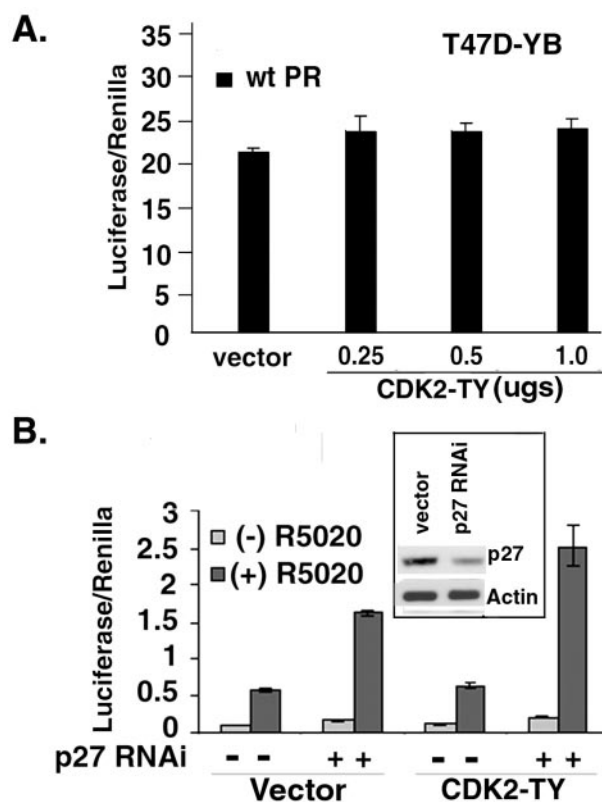 A.
T47D-YB
wt PR
Luciferase/Renilla
35
30
25
20
15
10
5
0
vector 0.25 0.5 1.0
CDK2-TY (ugs)
B.
vector p27 RNAi
p27
Actin
(-) R5020
(+) R5020
Luciferase/Renilla
3
2.5
2
1.5
1
0.5
0
p27 RNAi - - + + - - + +
Vector CDK2-TY